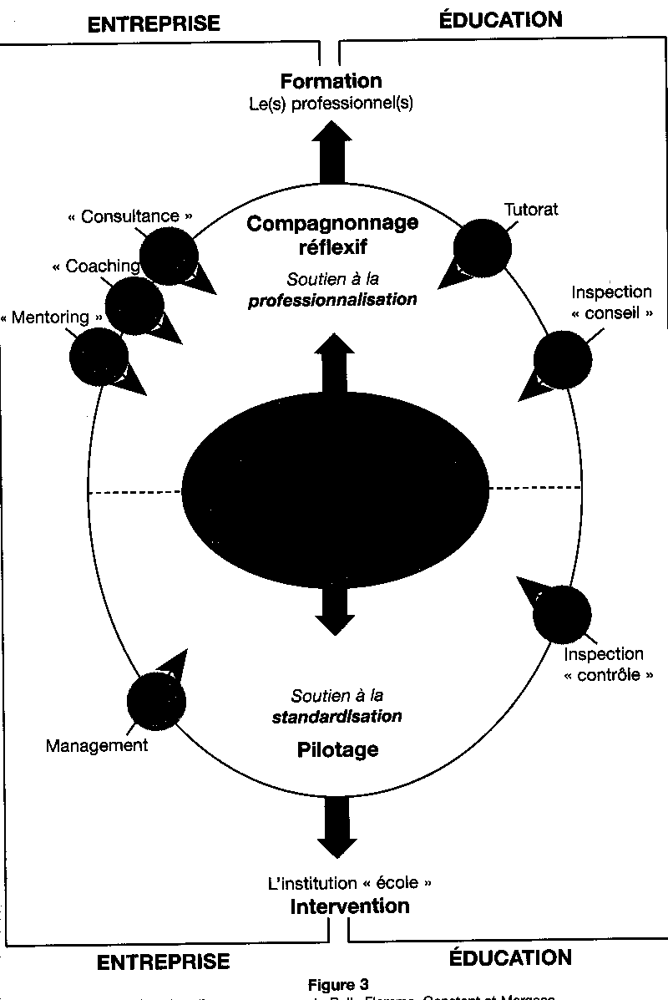 ENTREPRISE
ÉDUCATION
Formation
Le(s) professionnel(s)
« Consultance »
Tutorat
Compagnonnage
réflexif
« Coaching
Soutien à la
professionnalisation
Inspection
« conseil »
« Mentoring »
Soutien à la
standardisation
Pilotage
Inspection
« contrôle »
Management
L'institution « école »
Intervention
ENTREPRISE
ÉDUCATION
Figure 3